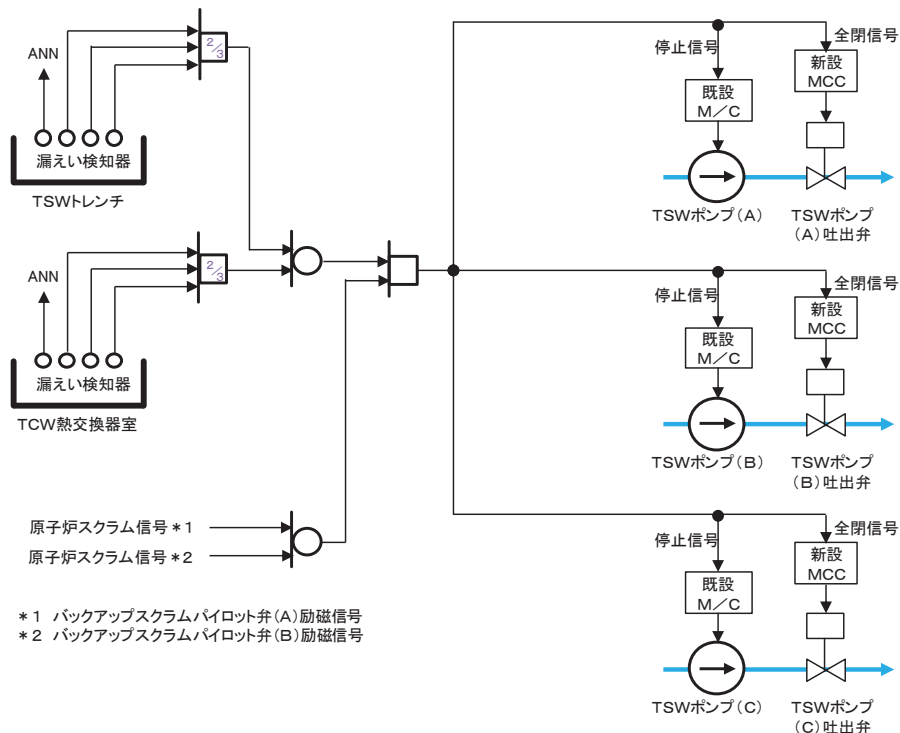 ANN
2/3
漏えい検知器
TSWトレンチ
ANN
2/3
漏えい検知器
TCW熱交換器室
原子炉スクラム信号*1
原子炉スクラム信号*2
*1 バックアップスクラムパイロット弁(A)励磁信号
*2 バックアップスクラムパイロット弁(B)励磁信号
停止信号
全閉信号
既設
M/C
新設
MCC
TSWポンプ(A)
TSWポンプ
(A)吐出弁
停止信号
全閉信号
既設
M/C
新設
MCC
TSWポンプ(B)
TSWポンプ
(B)吐出弁
停止信号
全閉信号
既設
M/C
新設
MCC
TSWポンプ(C)
TSWポンプ
(C)吐出弁